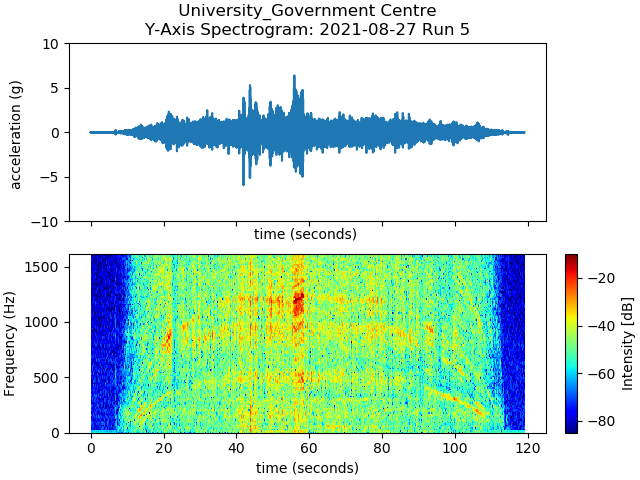 University_Government Centre
Y-Axis Spectrogram: 2021-08-27 Run 5
10
5
0
−5
−10
acceleration (g)
time (seconds)
1500
1000
500
0
Frequency (Hz)
0 20 40 60 80 100 120
time (seconds)
−20
−40
−60
−80
Intensity [dB]